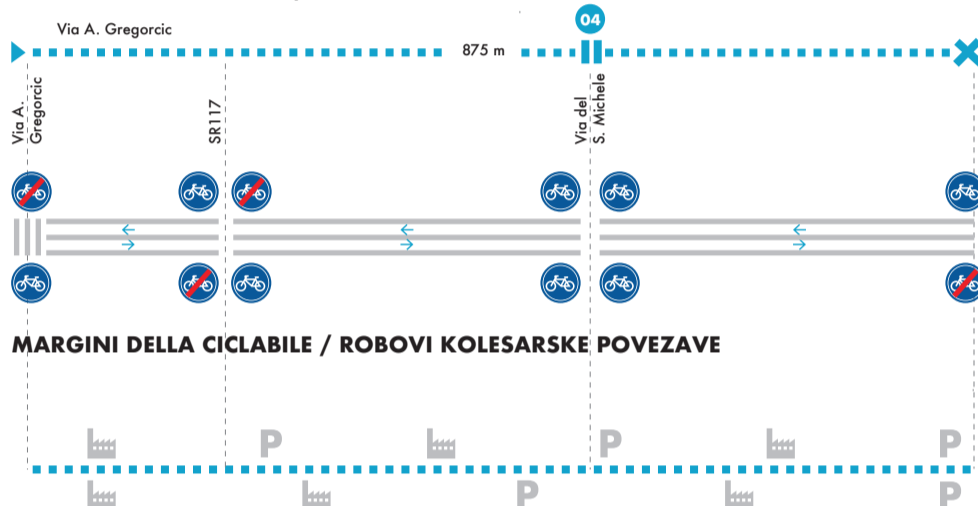 04
Via A. Gregorcic
875 m
Via A.
Gregorcic
SR117
Via del
S. Michele
MARGINI DELLA CICLABILE / ROBOVI KOLESARSKE POVEZAVE
P P P
P P